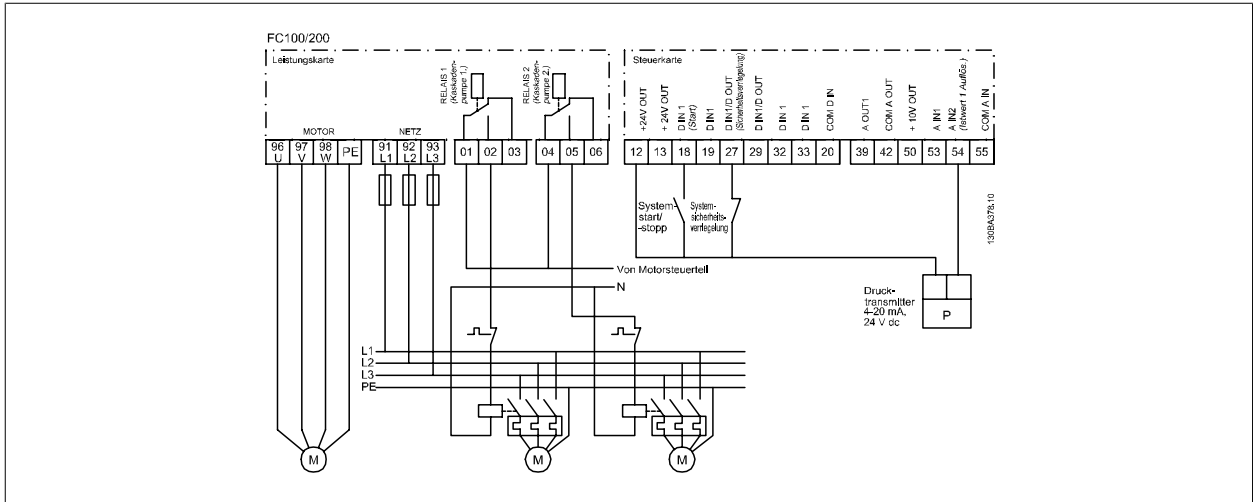 FC100/200
Leistungskarte
RELAIS 1
(Kaskaden-
pumpe 1.)
RELAIS 2
(Kaskaden-
pumpe 2.)
Steuerkarte
+24V OUT
+ 24V OUT
D IN 1
(Start)
D IN1
D IN1/D OUT
(Sicherheitsverriegelung)
D IN1/D OUT
D IN 1
D IN 1
COM D IN
A OUT1
COM A OUT
+ 10V OUT
A IN1
A IN2
(Istwert 1 Auflös.)
COM A IN
MOTOR
NETZ
96 97 98 PE 91 92 93
U V W L1 L2 L3
01 02 03 04 05 06
12 13 18 19 27 29 32 33 20 39 42 50 53 54 55
130BA378.10
System-
start/
-stopp
System-
sicherheits-
verriegelung
Von Motorsteuerteil
N
Druck-
transmitter
4-20 mA,
24 V dc
P
L1
L2
L3
PE
M M M